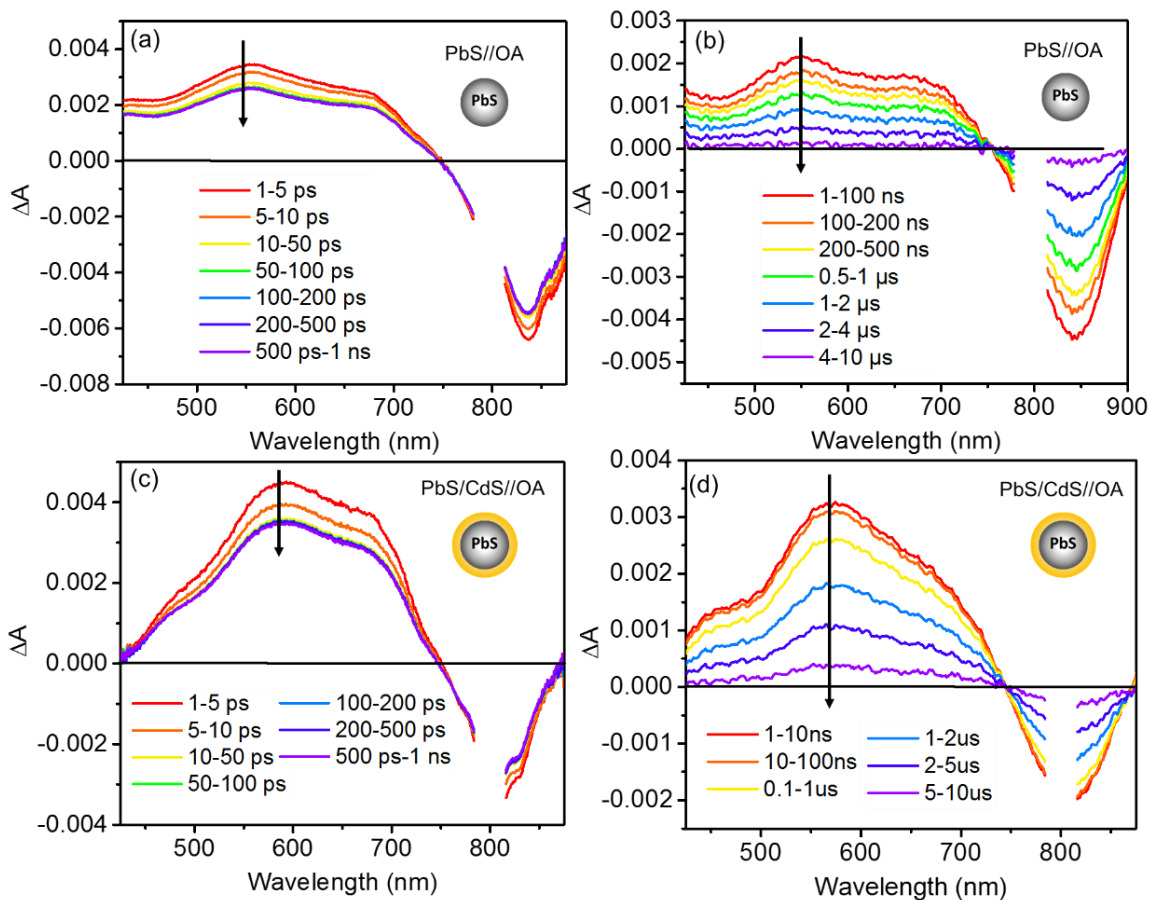 (a)
PbS//OA
PbS
0.004
0.002
0.000
-0.002
-0.004
-0.006
-0.008
ΔA
1-5 ps
5-10 ps
10-50 ps
50-100 ps
100-200 ps
200-500 ps
500 ps-1 ns
500 600 700 800
Wavelength (nm)
(b)
PbS//OA
PbS
0.003
0.002
0.002
0.001
0.000
-0.001
-0.002
-0.003
-0.004
-0.005
ΔA
1-100 ns
100-200 ns
200-500 ns
0.5-1 µs
1-2 µs
2-4 µs
4-10 µs
500 600 700 800 900
Wavelength (nm)
(c)
PbS/CdS//OA
PbS
0.004
0.002
0.000
-0.002
-0.004
ΔA
1-5 ps
5-10 ps
10-50 ps
50-100 ps
100-200 ps
200-500 ps
500 ps-1 ns
500 600 700 800
Wavelength (nm)
(d)
PbS/CdS//OA
PbS
0.004
0.003
0.002
0.001
0.000
-0.001
-0.002
ΔA
1-10ns
10-100ns
0.1-1us
1-2us
2-5us
5-10us
500 600 700 800
Wavelength (nm)